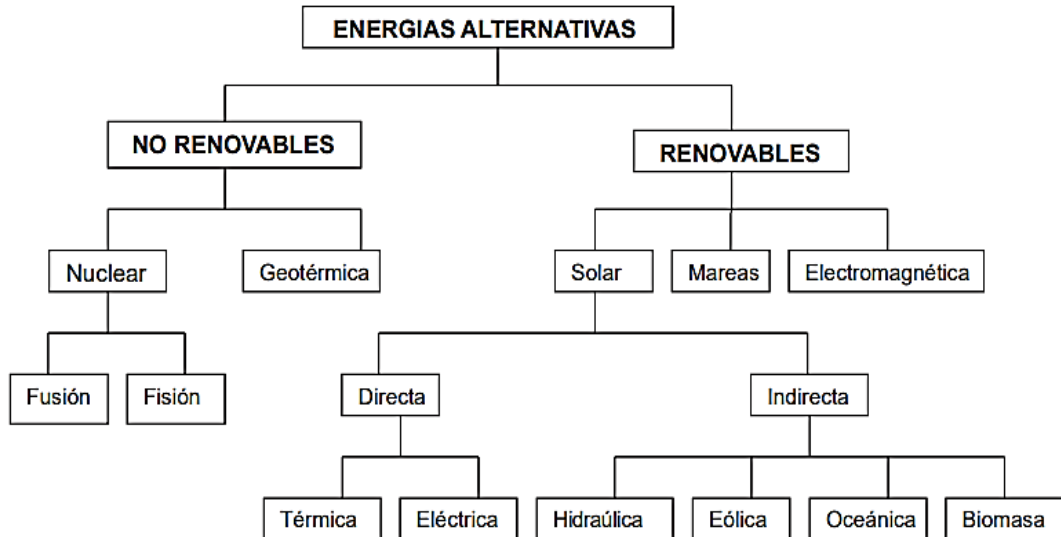 ENERGIAS ALTERNATIVAS
NO RENOVABLES
RENOVABLES
Nuclear
Geotérmica
Solar
Mareas
Electromagnética
Fusión
Fisión
Directa
Indirecta
Térmica
Eléctrica
Hidraúlica
Eólica
Oceánica
Biomasa